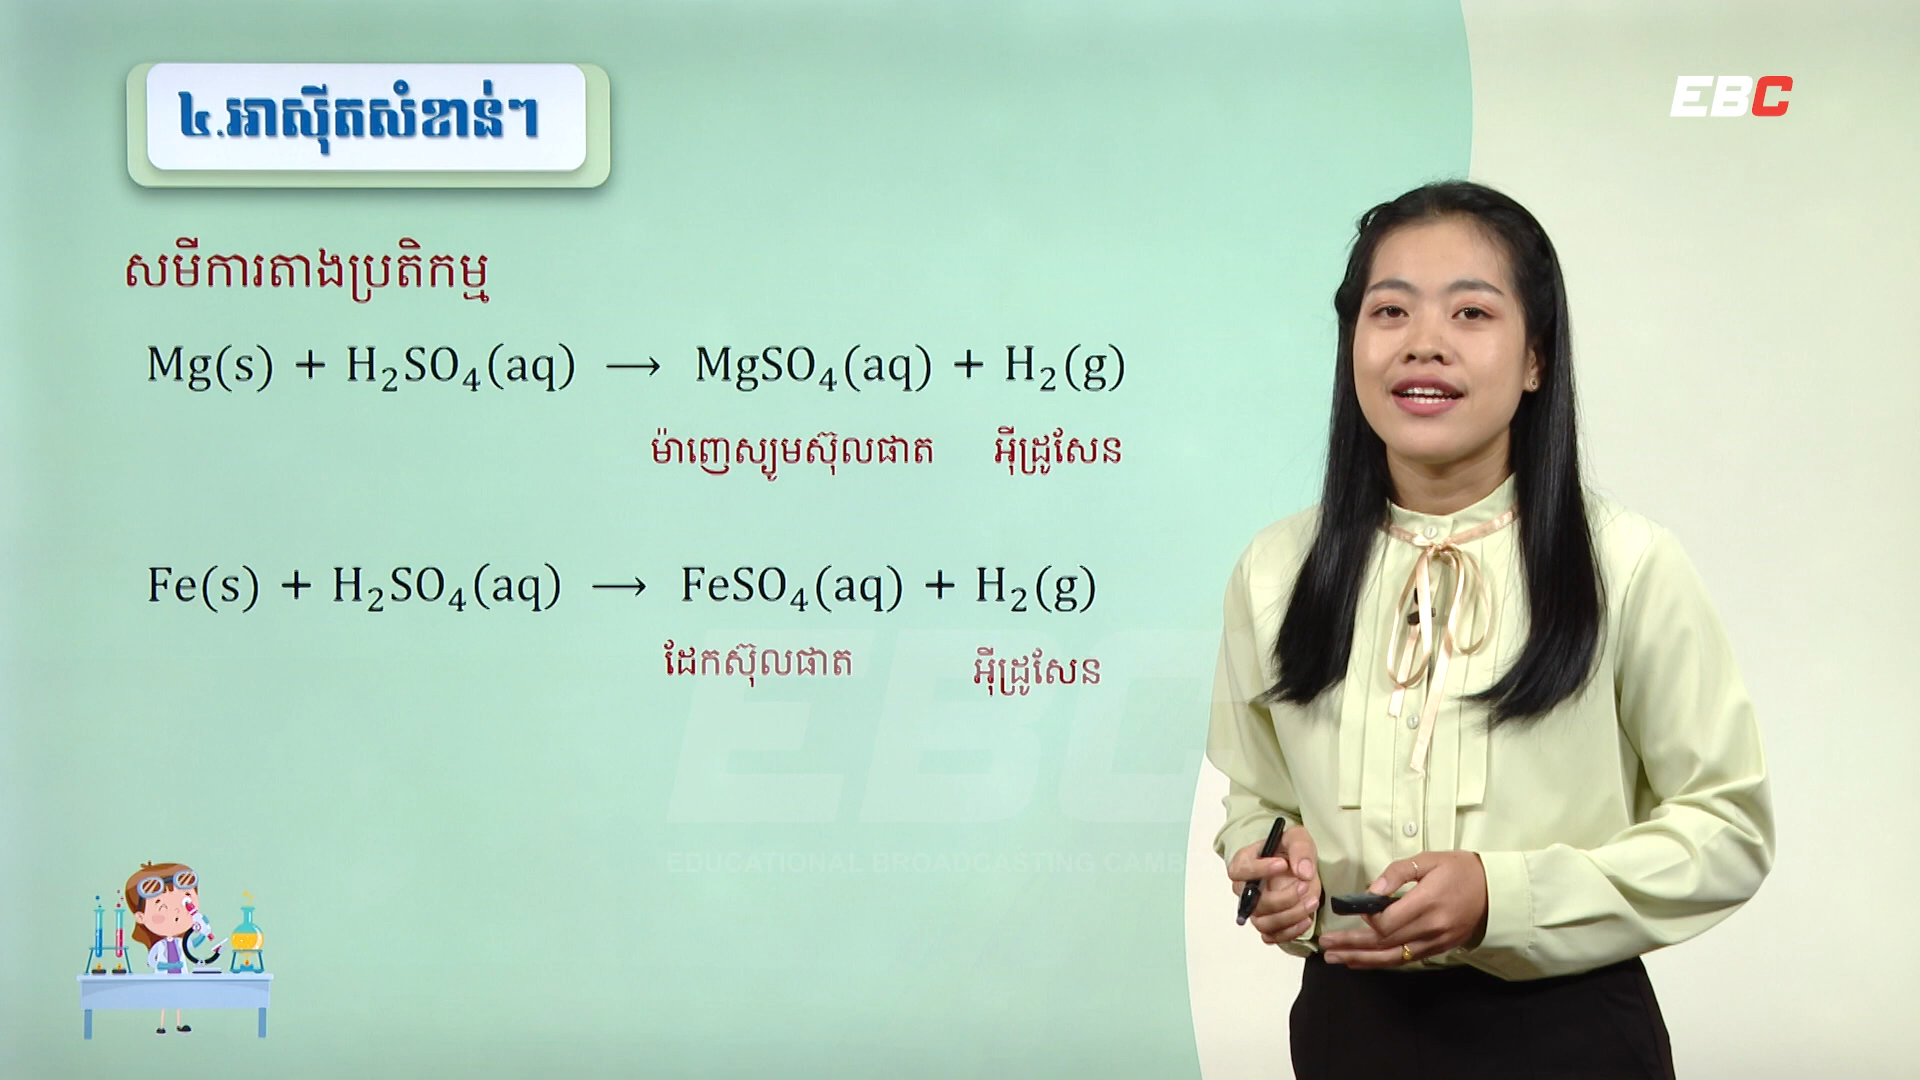 ៤.អាស៊ីតសំខាន់ៗ
EBC
សមីការតាងប្រតិកម្ម
Mg(s) + H₂SO₄(aq) ⟶ MgSO₄(aq) + H₂(g)
ម៉ាញេស្យូមស៊ុលផាត អ៊ីដ្រូសែន
Fe(s) + H₂SO₄(aq) ⟶ FeSO₄(aq) + H₂(g)
ដែកស៊ុលផាត អ៊ីដ្រូសែន
EBC
EDUCATIONAL BROADCASTING